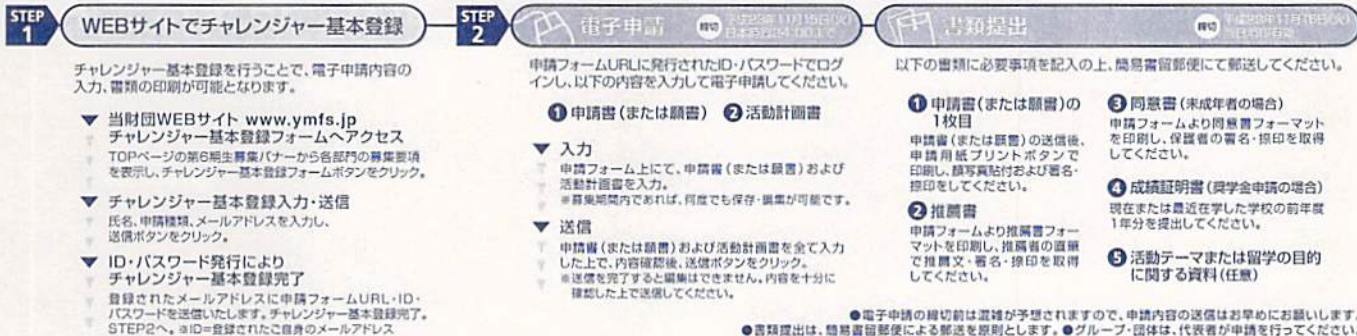 STEP
1
WEBサイトでチャレンジャー基本登録
チャレンジャー基本登録を行うことで、電子申請内容の
入力、書類の印刷が可能となります。
▼ 当財団WEBサイト www.ymfs.jp
チャレンジャー基本登録フォームへアクセス
TOPページの第6期生募集バナーから各部門の募集要項
を表示し、チャレンジャー基本登録フォームボタンをクリック。
▼ チャレンジャー基本登録入力・送信
氏名、申請種類、メールアドレスを入力し、
送信ボタンをクリック。
▼ ID・パスワード発行により
チャレンジャー基本登録完了
登録されたメールアドレスに申請フォームURL・ID・
パスワードを送信いたします。チャレンジャー基本登録完了。
STEP2へ。※ID=登録されたご自身のメールアドレス
STEP
2
電子申請 締切 平成23年11月15日(火)
日本時間24:00まで
申請フォームURLに発行されたID・パスワードでログ
インし、以下の内容を入力して電子申請してください。
❶ 申請書(または願書) ❷ 活動計画書
▼ 入力
申請フォーム上にて、申請書(または願書)および
活動計画書を入力。
※募集期間内であれば、何度でも保存・編集が可能です。
▼ 送信
申請書(または願書)および活動計画書を全て入力
した上で、内容確認後、送信ボタンをクリック。
※送信を完了すると編集はできません。内容を十分に
確認した上で送信してください。
書類提出 締切
以下の書類に必要事項を記入の上、簡易書留郵便にて郵送してください。
❶ 申請書(または願書)の
1枚目
申請書(または願書)の送信後、
申請用紙プリントボタンで
印刷し、顔写真貼付および署名・
捺印をしてください。
❷ 推薦書
申請フォームより推薦書フォー
マットを印刷し、推薦者の直筆
で推薦文・署名・捺印を取得
してください。
❸ 同意書(未成年者の場合)
申請フォームより同意書フォーマット
を印刷し、保護者の署名・捺印を取得
してください。
❹ 成績証明書(奨学金申請の場合)
現在または最近在学した学校の前年度
1年分を提出してください。
❺ 活動テーマまたは留学の目的
に関する資料(任意)
●電子申請の締切前は混雑が予想されますので、申請内容の送信はお早めにお願いします。
●書類提出は、簡易書留郵便による郵送を原則とします。●グループ・団体は、代表者が申請を行ってください。